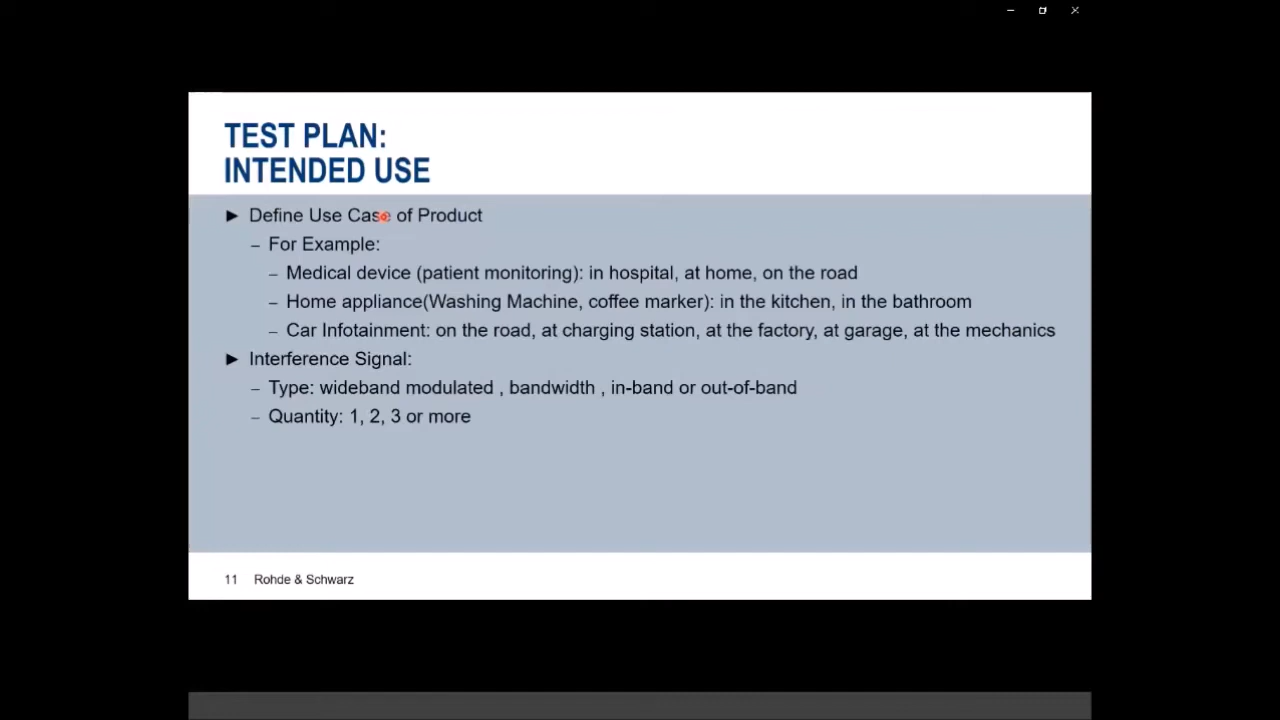 TEST PLAN:
INTENDED USE
► Define Use Case of Product
– For Example:
– Medical device (patient monitoring): in hospital, at home, on the road
– Home appliance(Washing Machine, coffee marker): in the kitchen, in the bathroom
– Car Infotainment: on the road, at charging station, at the factory, at garage, at the mechanics
► Interference Signal:
– Type: wideband modulated , bandwidth , in-band or out-of-band
– Quantity: 1, 2, 3 or more
11 Rohde & Schwarz